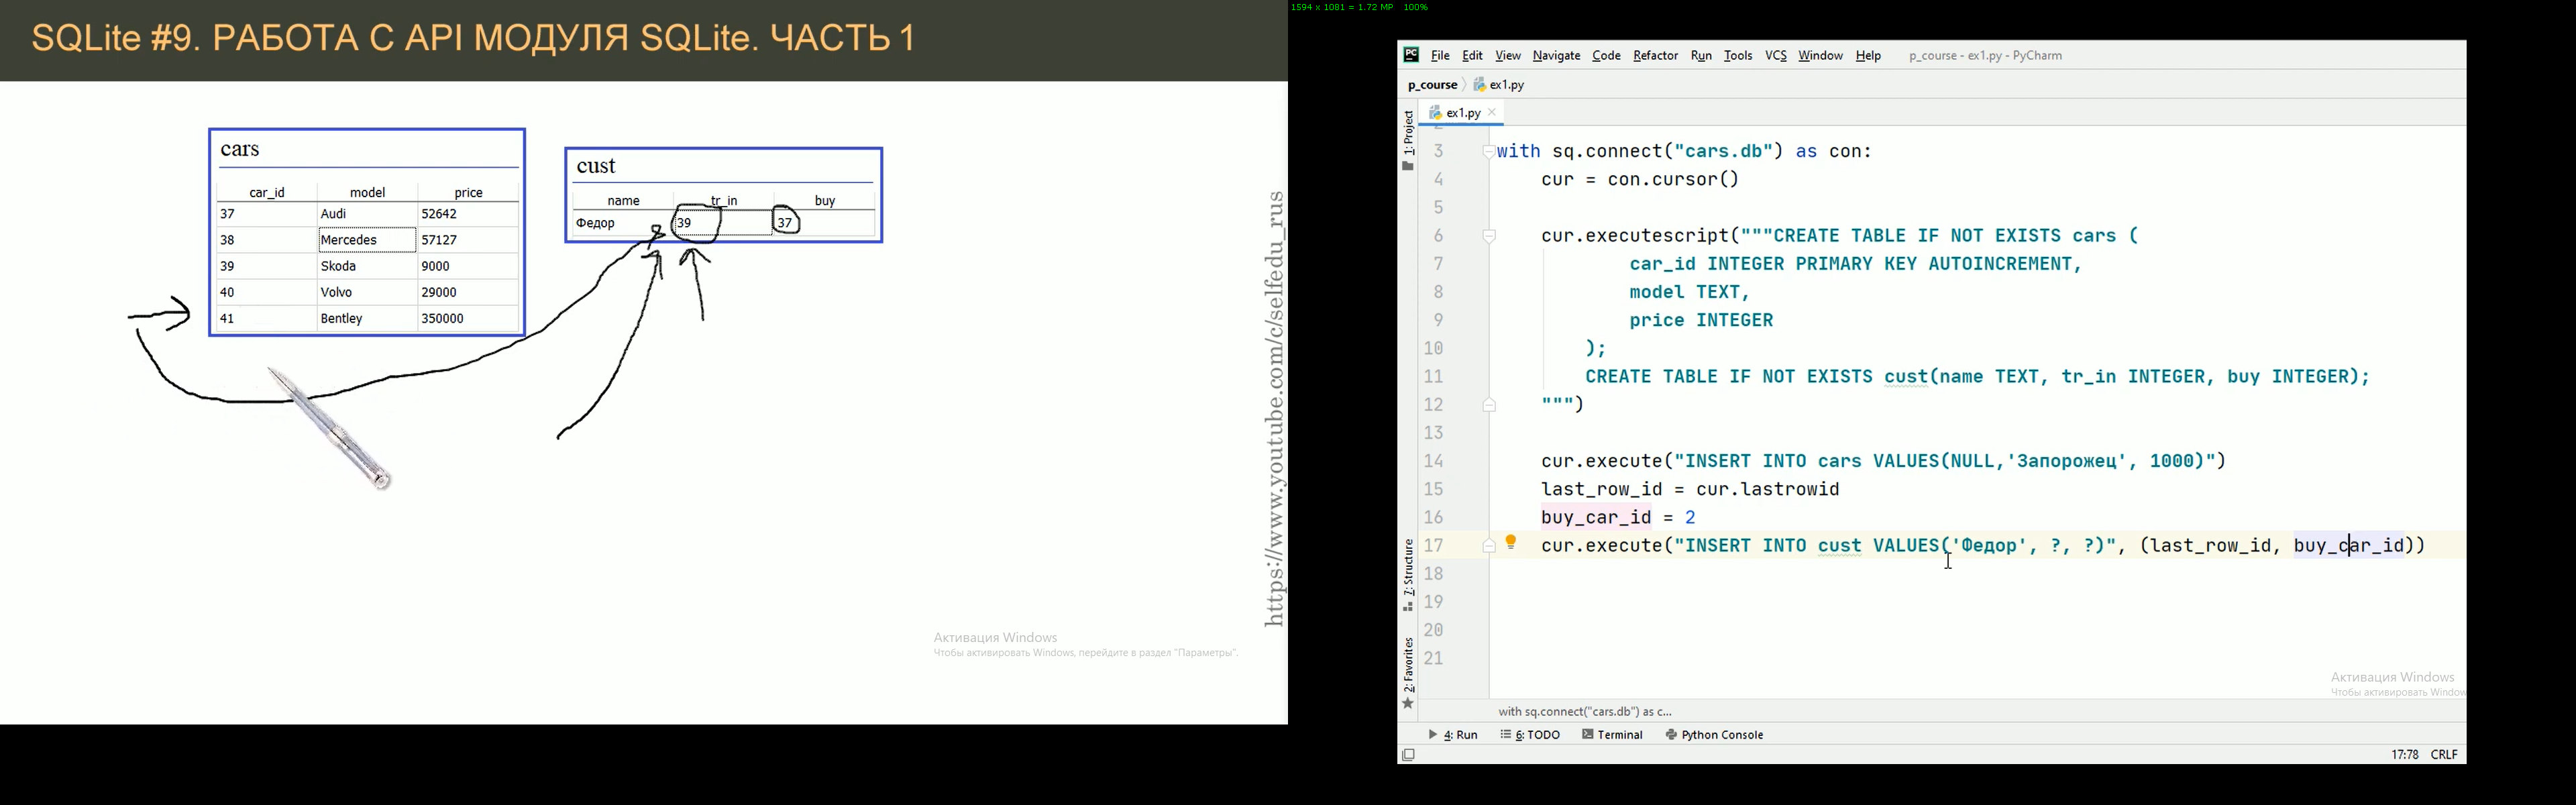 SQLite #9. РАБОТА С API МОДУЛЯ SQLite. ЧАСТЬ 1
cars
car_id model price
37 Audi 52642
38 Mercedes 57127
39 Skoda 9000
40 Volvo 29000
41 Bentley 350000
cust
name tr_in buy
Федор 39 37
https://www.youtube.com/c/selfedu_rus
Активация Windows
Чтобы активировать Windows, перейдите в раздел "Параметры".
1594 x 1081 = 1.72 MP 100%
File Edit View Navigate Code Refactor Run Tools VCS Window Help p_course - ex1.py - PyCharm
p_course ex1.py
ex1.py
1: Project
7: Structure
2: Favorites
3 with sq.connect("cars.db") as con:
4 cur = con.cursor()
5
6 cur.executescript("""CREATE TABLE IF NOT EXISTS cars (
7 car_id INTEGER PRIMARY KEY AUTOINCREMENT,
8 model TEXT,
9 price INTEGER
10 );
11 CREATE TABLE IF NOT EXISTS cust(name TEXT, tr_in INTEGER, buy INTEGER);
12 """)
13
14 cur.execute("INSERT INTO cars VALUES(NULL,'Запорожец', 1000)")
15 last_row_id = cur.lastrowid
16 buy_car_id = 2
17 cur.execute("INSERT INTO cust VALUES('Федор', ?, ?)", (last_row_id, buy_car_id))
18
19
20
21
Активация Windows
Чтобы активировать Window
with sq.connect("cars.db") as c...
4: Run 6: TODO Terminal Python Console
17:78 CRLF